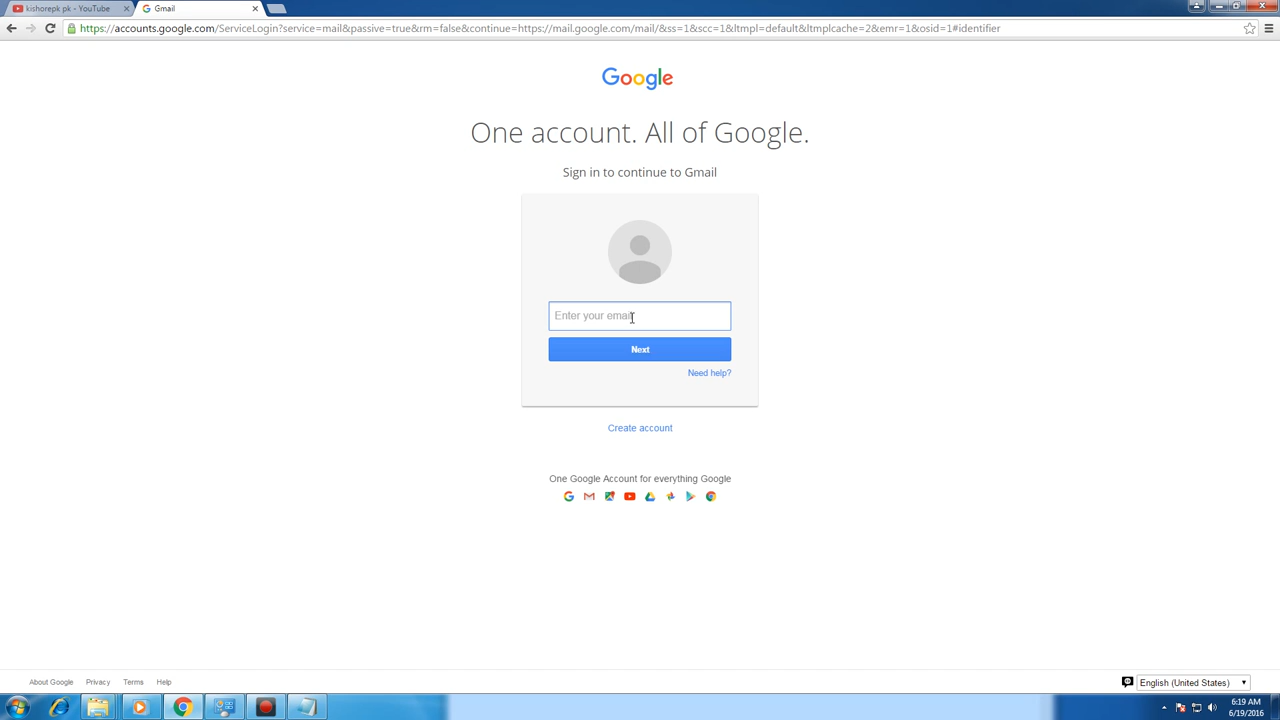 kishorepk pk - YouTube
Gmail
https://accounts.google.com/ServiceLogin?service=mail&passive=true&rm=false&continue=https://mail.google.com/mail/&ss=1&scc=1&ltmpl=default&ltmplcache=2&emr=1&osid=1#identifier
Google
One account. All of Google.
Sign in to continue to Gmail
Enter your email
Next
Need help?
Create account
One Google Account for everything Google
About Google Privacy Terms Help
English (United States)
6:19 AM
6/19/2016